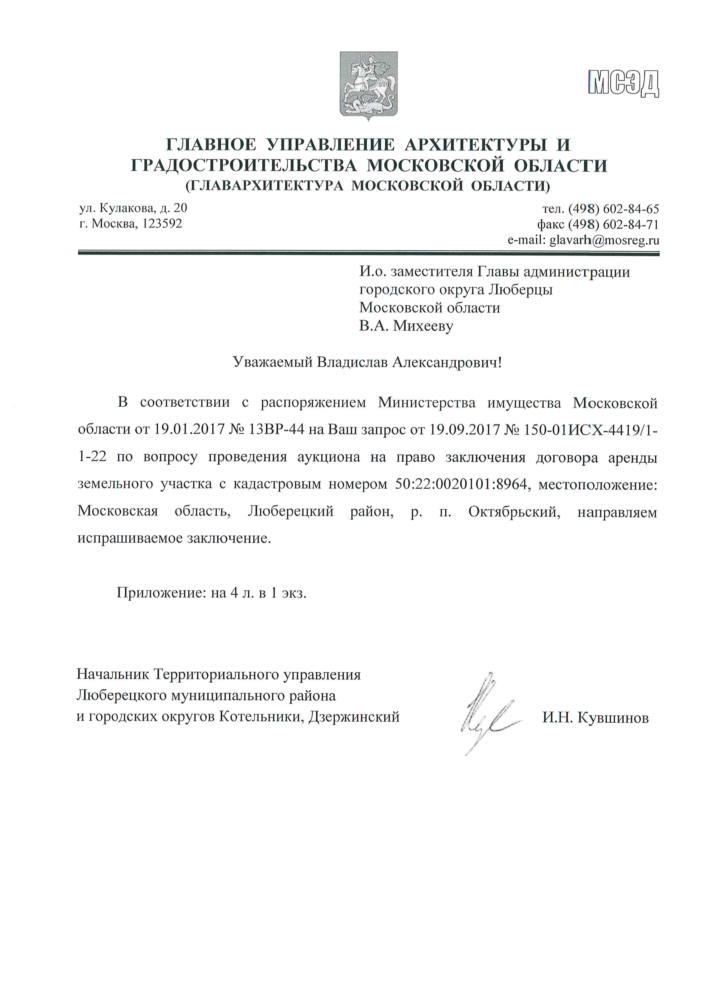 МСЭД
ГЛАВНОЕ УПРАВЛЕНИЕ АРХИТЕКТУРЫ И
ГРАДОСТРОИТЕЛЬСТВА МОСКОВСКОЙ ОБЛАСТИ
(ГЛАВАРХИТЕКТУРА МОСКОВСКОЙ ОБЛАСТИ)
ул. Кулакова, д. 20
г. Москва, 123592
тел. (498) 602-84-65
факс (498) 602-84-71
e-mail: glavarh@mosreg.ru
И.о. заместителя Главы администрации
городского округа Люберцы
Московской области
В.А. Михееву
Уважаемый Владислав Александрович!
В соответствии с распоряжением Министерства имущества Московской
области от 19.01.2017 № 13ВР-44 на Ваш запрос от 19.09.2017 № 150-01ИСХ-4419/1-
1-22 по вопросу проведения аукциона на право заключения договора аренды
земельного участка с кадастровым номером 50:22:0020101:8964, местоположение:
Московская область, Люберецкий район, р. п. Октябрьский, направляем
испрашиваемое заключение.
Приложение: на 4 л. в 1 экз.
Начальник Территориального управления
Люберецкого муниципального района
и городских округов Котельники, Дзержинский
И.Н. Кувшинов